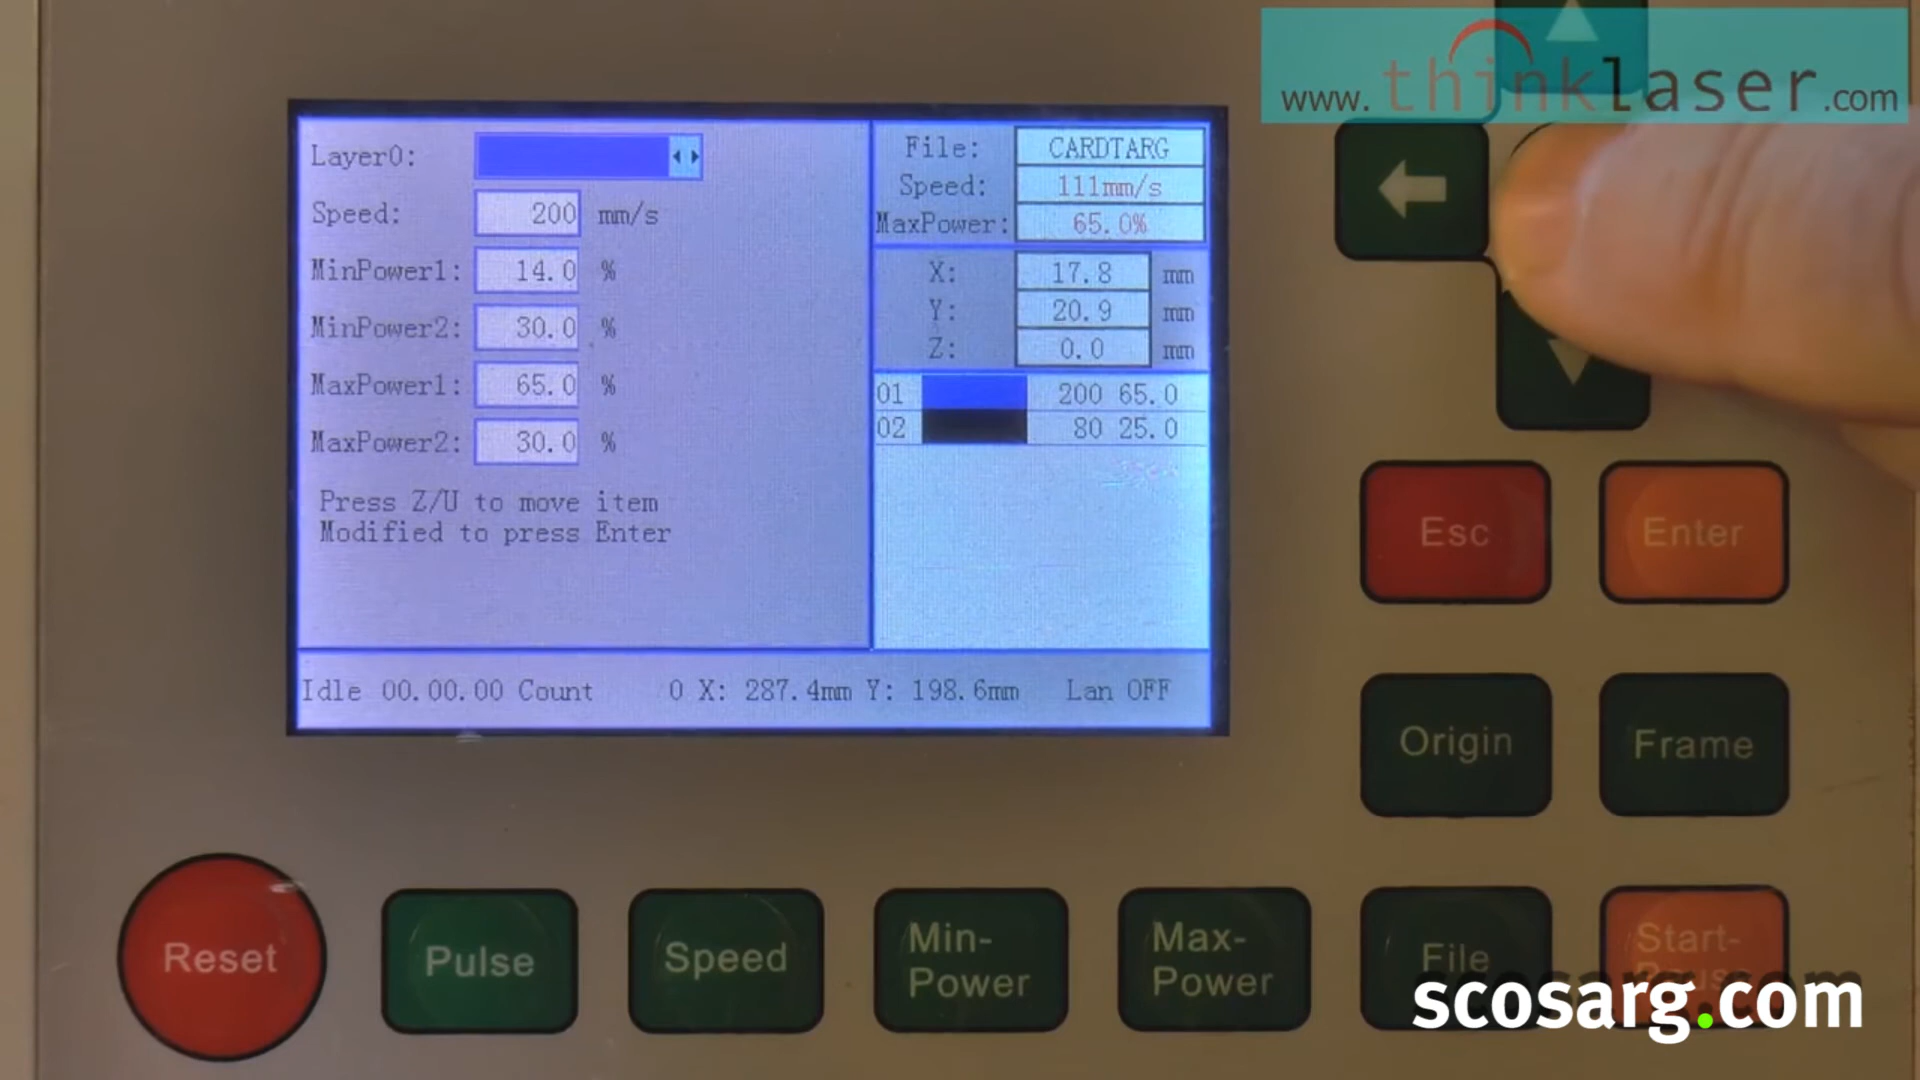 www.thinklaser.com
Layer0:
Speed: 200 mm/s
MinPower1: 14.0 %
MinPower2: 30.0 %
MaxPower1: 65.0 %
MaxPower2: 30.0 %
Press Z/U to move item
Modified to press Enter
File: CARDTARG
Speed: 111mm/s
MaxPower: 65.0%
X: 17.8 mm
Y: 20.9 mm
Z: 0.0 mm
01 200 65.0
02 80 25.0
Idle 00.00.00 Count 0 X: 287.4mm Y: 198.6mm Lan OFF
Esc
Enter
Origin
Frame
Reset
Pulse
Speed
Min-
Power
Max-
Power
File
Start-
Pause
scosarg.com